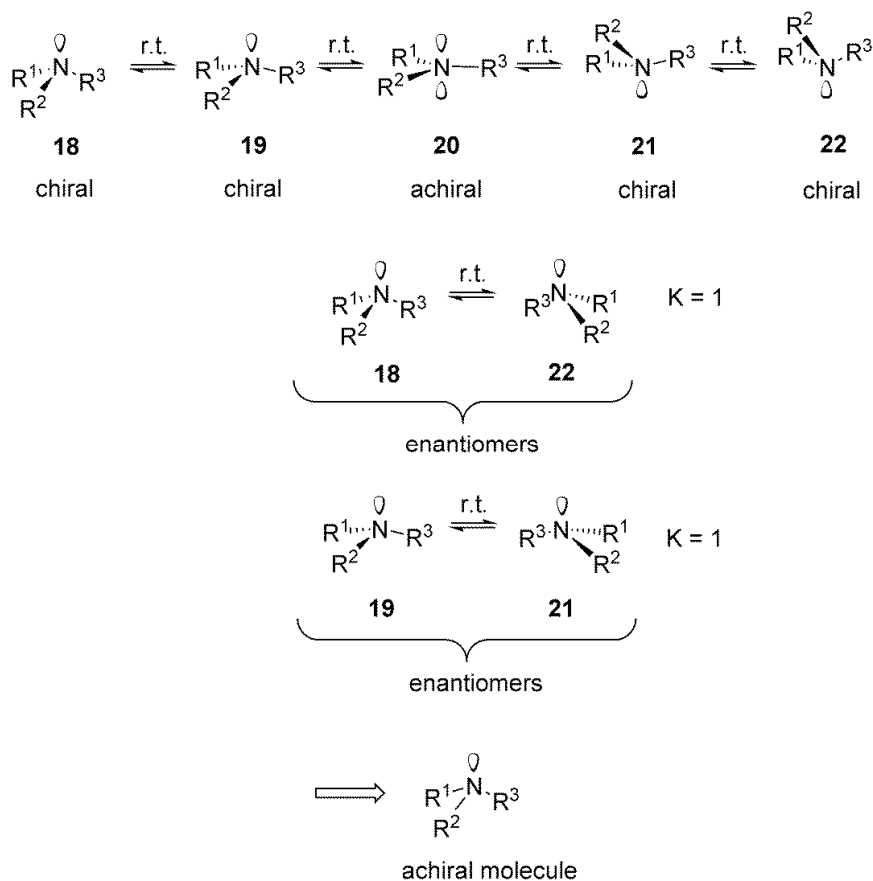 r.t. r.t. r.t. r.t.
R¹ N R³ R² R¹ N R³ R² R¹ N R³ R² R² R¹ N R³ R² R¹ N R³
18 19 20 21 22
chiral chiral achiral chiral chiral
r.t.
R¹ N R³ R² R³ N R¹ R² K = 1
18 22
enantiomers
r.t.
R¹ N R³ R² R³ N R¹ R² K = 1
19 21
enantiomers
R¹ N R³
R²
achiral molecule